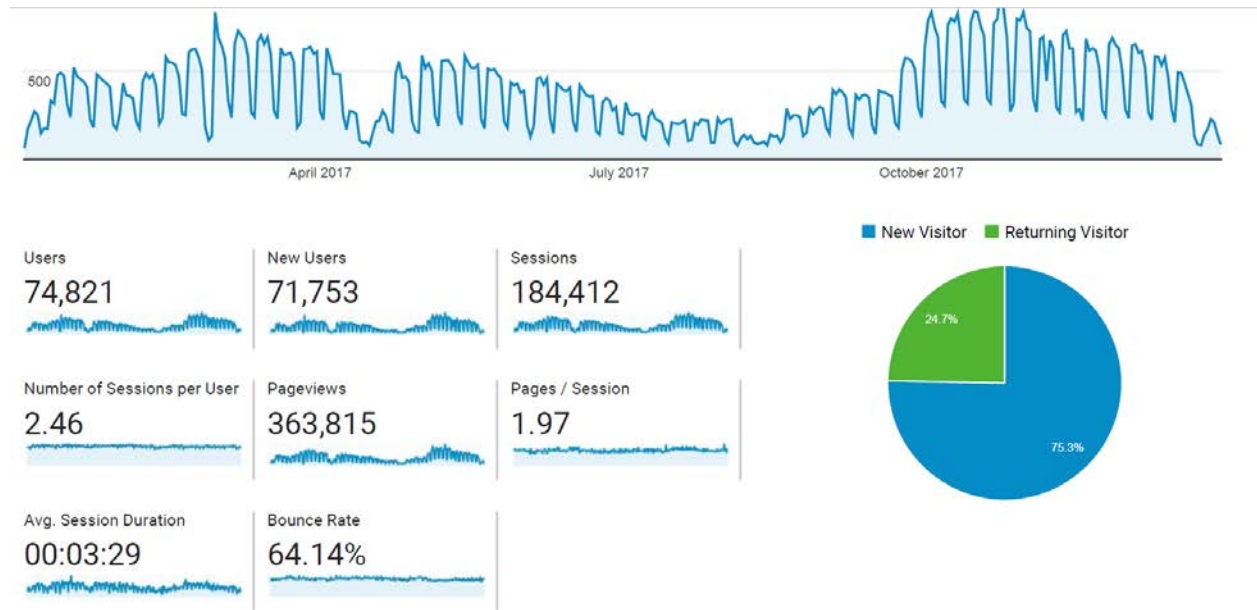 500
April 2017
July 2017
October 2017
New Visitor
Returning Visitor
Users
New Users
Sessions
74,821
71,753
184,412
24.7%
Number of Sessions per User
Pageviews
Pages / Session
2.46
363,815
1.97
75.3%
Avg. Session Duration
Bounce Rate
00:03:29
64.14%